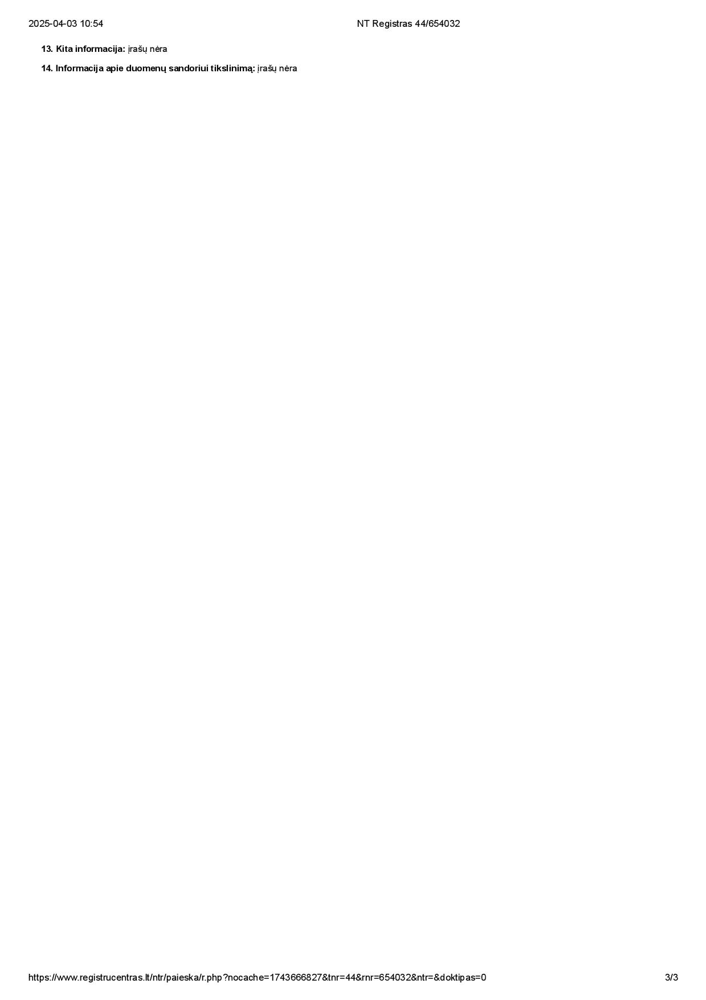 2025-04-03 10:54 NT Registras 44/654032
13. Kita informacija: įrašų nėra
14. Informacija apie duomenų sandoriui tikslinimą: įrašų nėra
https://www.registrucentras.lt/ntr/paieska/r.php?nocache=1743666827&tnr=44&rnr=654032&ntr=&doktipas=0 3/3